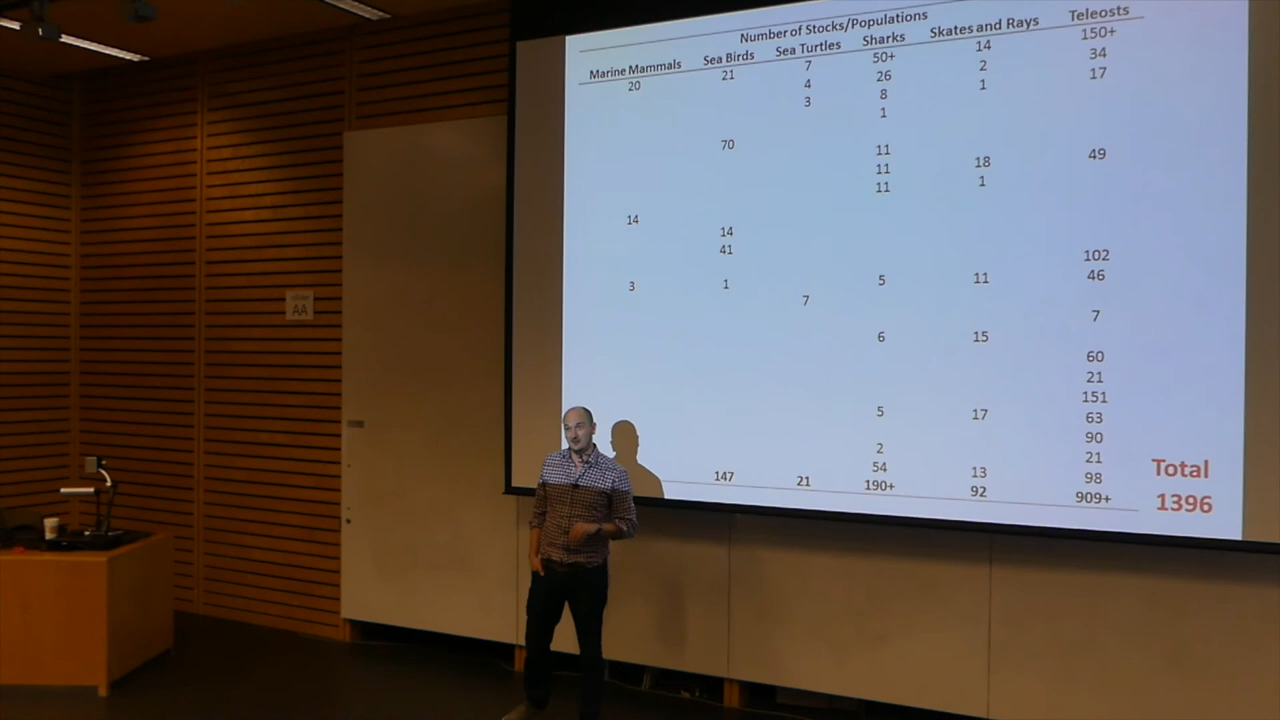 Number of Stocks/Populations
Marine Mammals Sea Birds Sea Turtles Sharks Skates and Rays Teleosts
20 21 7 50+ 14 150+
4 26 2 34
3 8 1 17
1
70 11 18 49
11 1
11
14
14
41 102
3 1 5 11 46
7
7
6 15
60
21
151
5 17 63
90
2 21
54 13 98
147 21 190+ 92 909+
Total
1396
AA